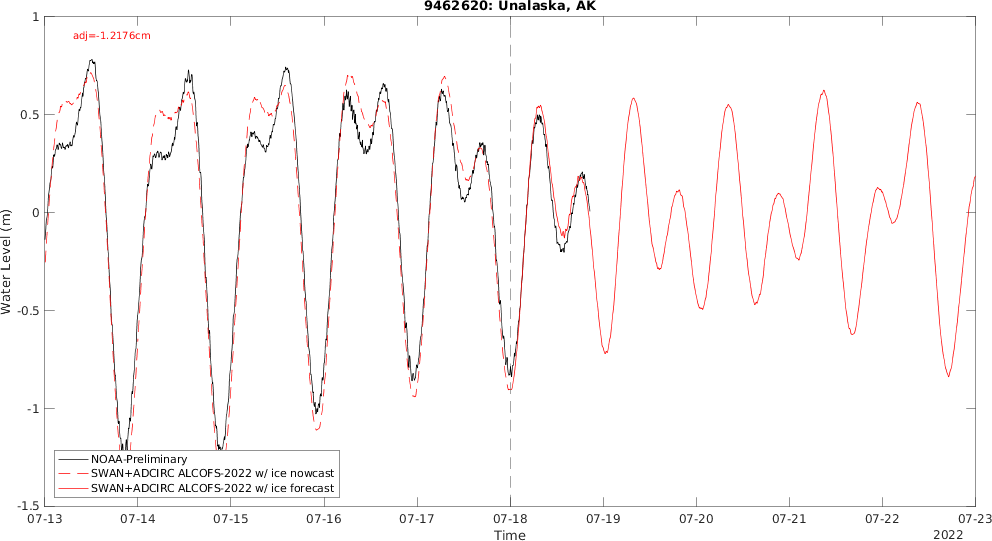 9462620: Unalaska, AK
adj=-1.2176cm
Water Level (m)
1
0.5
0
-0.5
-1
-1.5
NOAA-Preliminary
SWAN+ADCIRC ALCOFS-2022 w/ ice nowcast
SWAN+ADCIRC ALCOFS-2022 w/ ice forecast
07-13 07-14 07-15 07-16 07-17 07-18 07-19 07-20 07-21 07-22 07-23
Time
2022